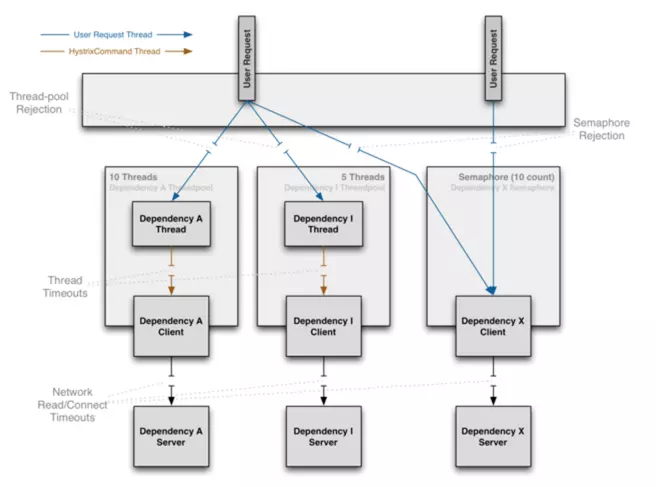 User Request Thread
HystrixCommand Thread
User Request
User Request
Thread-pool
Rejection
Semaphore
Rejection
10 Threads
Dependency A Threadpool
5 Threads
Dependency I Threadpool
Semaphore (10 count)
Dependency X Semaphore
Dependency A
Thread
Dependency I
Thread
Thread
Timeouts
Dependency A
Client
Dependency I
Client
Dependency X
Client
Network
Read/Connect
Timeouts
Dependency A
Server
Dependency I
Server
Dependency X
Server